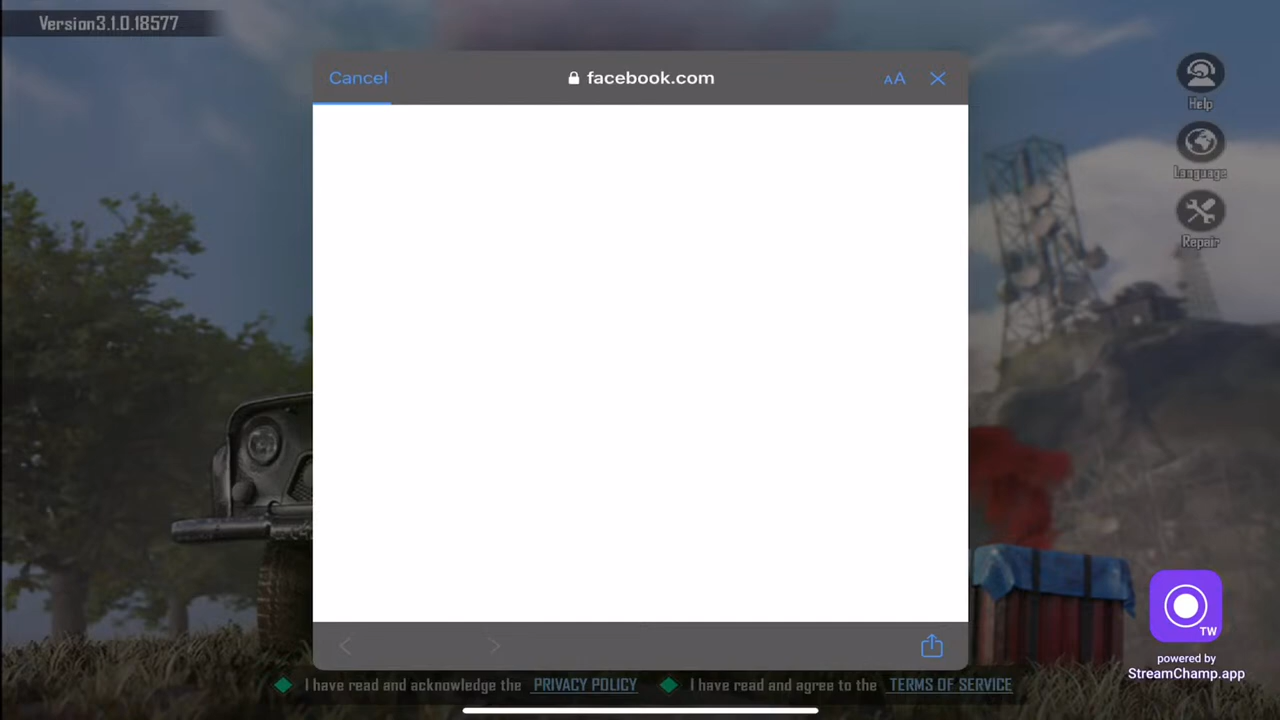 Version3.1.0.18577
Cancel
facebook.com
AA
Help
Language
Repair
TW
powered by
StreamChamp.app
I have read and acknowledge the PRIVACY POLICY
I have read and agree to the TERMS OF SERVICE